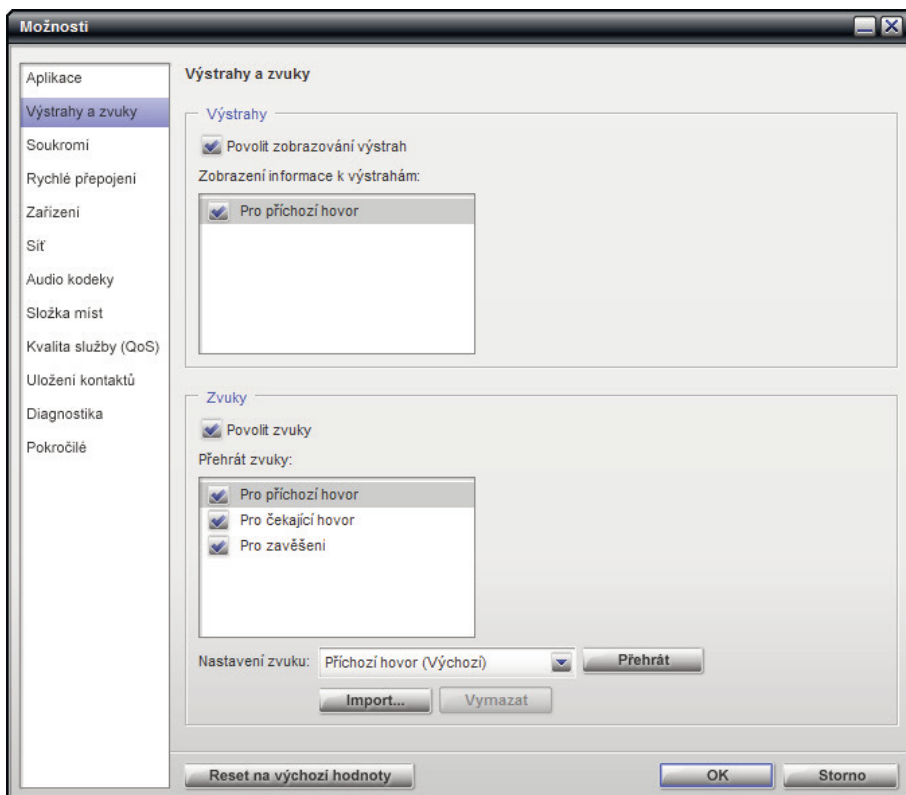 Možnosti
Aplikace
Výstrahy a zvuky
Soukromí
Rychlé přepojení
Zařízení
Síť
Audio kodeky
Složka míst
Kvalita služby (QoS)
Uložení kontaktů
Diagnostika
Pokročilé
Výstrahy a zvuky
Výstrahy
Povolit zobrazování výstrah
Zobrazení informace k výstrahám:
Pro příchozí hovor
Zvuky
Povolit zvuky
Přehrát zvuky:
Pro příchozí hovor
Pro čekající hovor
Pro zavěšení
Nastavení zvuku: Příchozí hovor (Výchozí) Přehrát
Import... Vymazat
Reset na výchozí hodnoty OK Storno